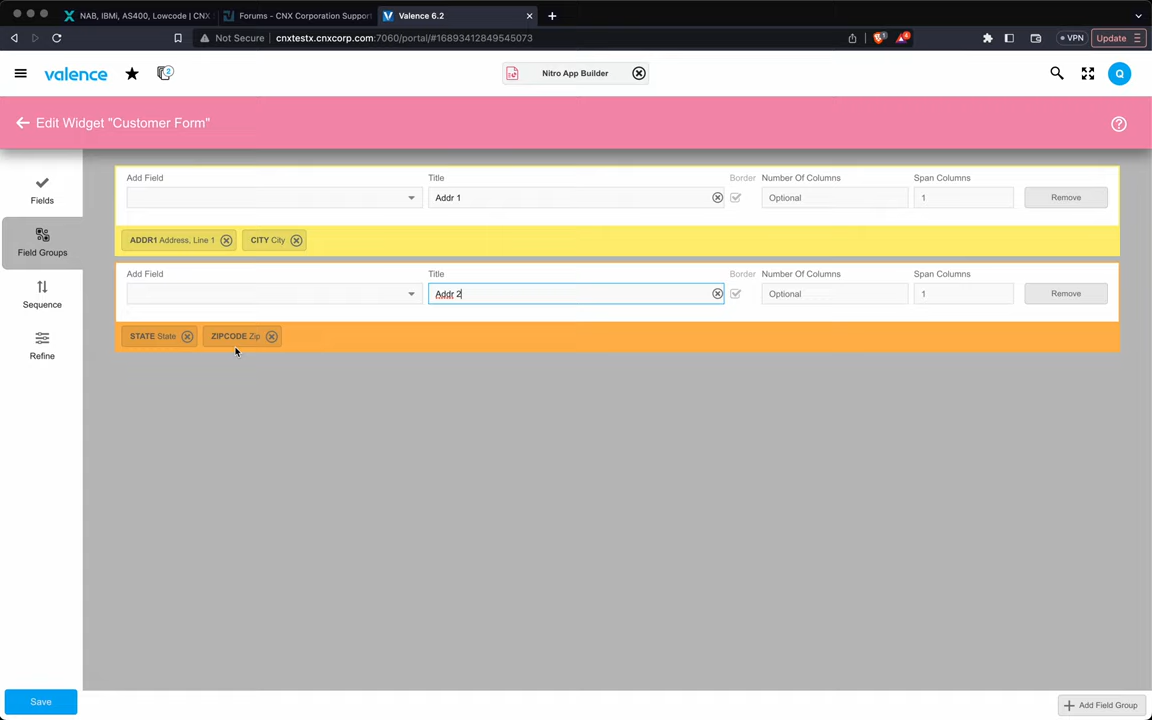 NAB, IBMi, AS400, Lowcode | CNX
Forums - CNX Corporation Support
Valence 6.2
Not Secure
cnxtestx.cnxcorp.com:7060/portal/#16893412849545073
VPN
Update
valence
2
Nitro App Builder
Q
Edit Widget "Customer Form"
Fields
Field Groups
Sequence
Refine
Add Field
Title
Border
Number Of Columns
Span Columns
Addr 1
Optional
1
Remove
ADDR1 Address, Line 1
CITY City
Add Field
Title
Border
Number Of Columns
Span Columns
Addr 2
Optional
1
Remove
STATE State
ZIPCODE Zip
Save
Add Field Group